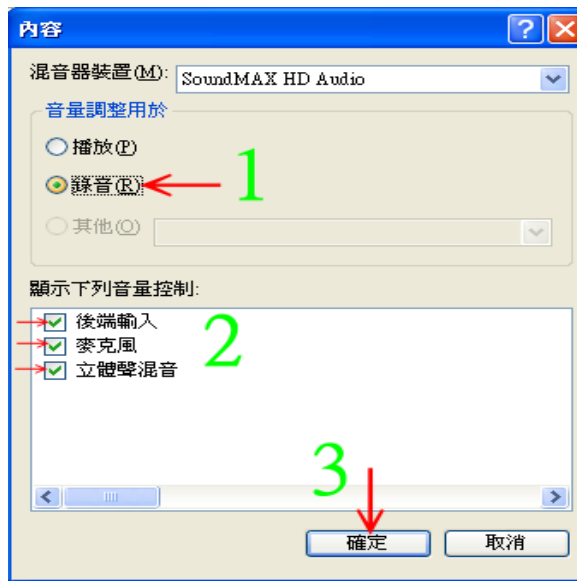 內容
混音器裝置(M): SoundMAX HD Audio
音量調整用於
播放(P)
錄音(R) 1
其他(O)
顯示下列音量控制:
後端輸入
麥克風
立體聲混音
2
3
確定 取消